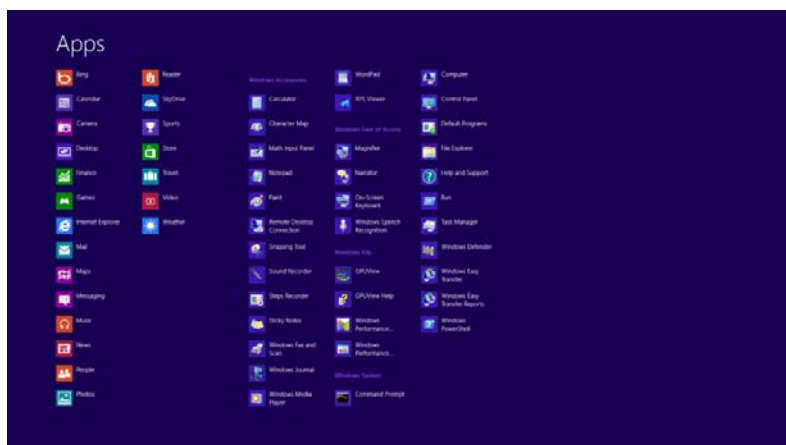 Apps
Bing
Calendar
Camera
Desktop
Finance
Games
Internet Explorer
Mail
Maps
Messaging
Music
News
People
Photos
Reader
SkyDrive
Sports
Store
Travel
Video
Weather
Windows Accessories
Calculator
Character Map
Math Input Panel
Notepad
Paint
Remote Desktop
Connection
Snipping Tool
Sound Recorder
Steps Recorder
Sticky Notes
Windows Fax and
Scan
Windows Journal
Windows Media
Player
WordPad
XPS Viewer
Windows Ease of Access
Magnifier
Narrator
On-Screen
Keyboard
Windows Speech
Recognition
Windows Kits
GPUView
GPUView Help
Windows
Performance...
Windows
Performance...
Windows System
Command Prompt
Computer
Control Panel
Default Programs
File Explorer
Help and Support
Run
Task Manager
Windows Defender
Windows Easy
Transfer
Windows Easy
Transfer Reports
Windows
PowerShell